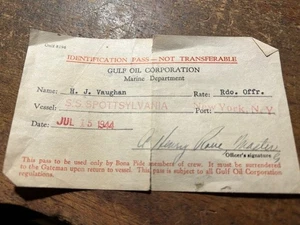 IDENTIFICATION PASS—NOT TRANSFERABLE
GULF OIL CORPORATION
Marine Department
Name: H. J. Vaughan Rate: Rdo. Offr.
Vessel: S.S. SPOTTSYLVANIA Port: New York, N.Y.
Date: JUL 15 1944
Officer's signature
This pass to be used only by Bona Fide members of crew. It must be surrendered
to the Gateman upon return to vessel. This pass is subject to all Gulf Oil Corporation
regulations.